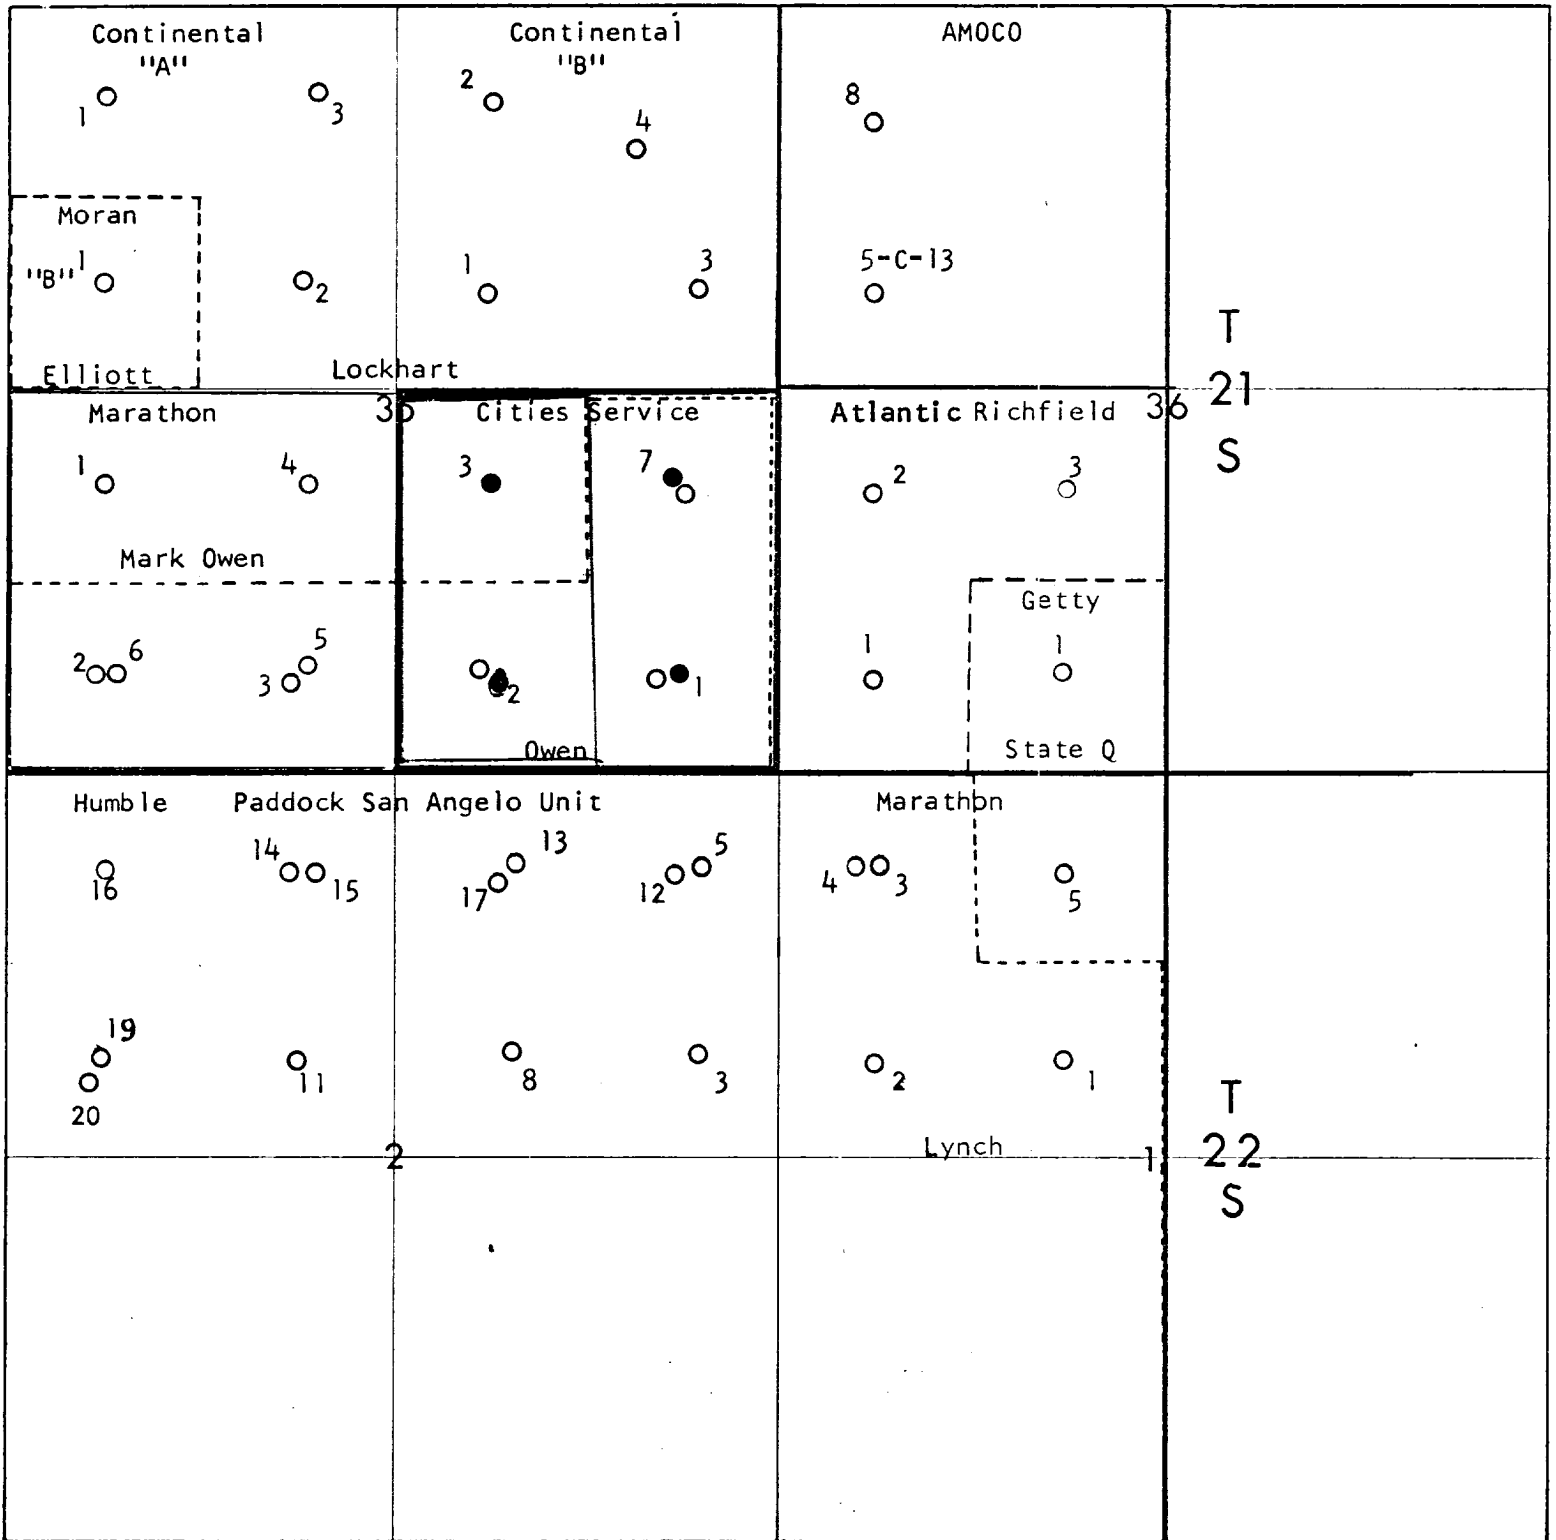 Continental
"A"
1
3
Continental
"B"
2
4
AMOCO
8
Moran
"B" 1
2
Elliott
1
3
Lockhart
5-C-13
T
21
S
Marathon
1
4
Mark Owen
2
6
5
3
35
Cities Service
3
7
2
1
Owen
Atlantic Richfield
36
2
3
1
Getty
1
State Q
Humble
Paddock San Angelo Unit
16
14
15
13
17
5
12
19
20
11
8
3
Marathon
4
3
5
2
1
Lynch
2
1
T
22
S